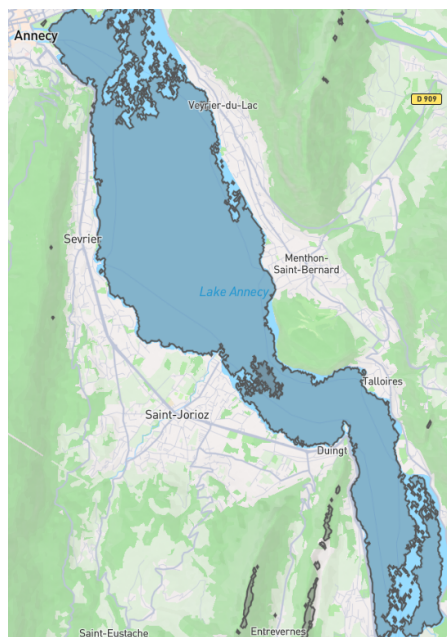 Annecy
D 909
Veyrier-du-Lac
Sevrier
Menthon-
Saint-Bernard
Lake Annecy
Talloires
Saint-Jorioz
Duingt
Saint-Eustache
Entrevernes